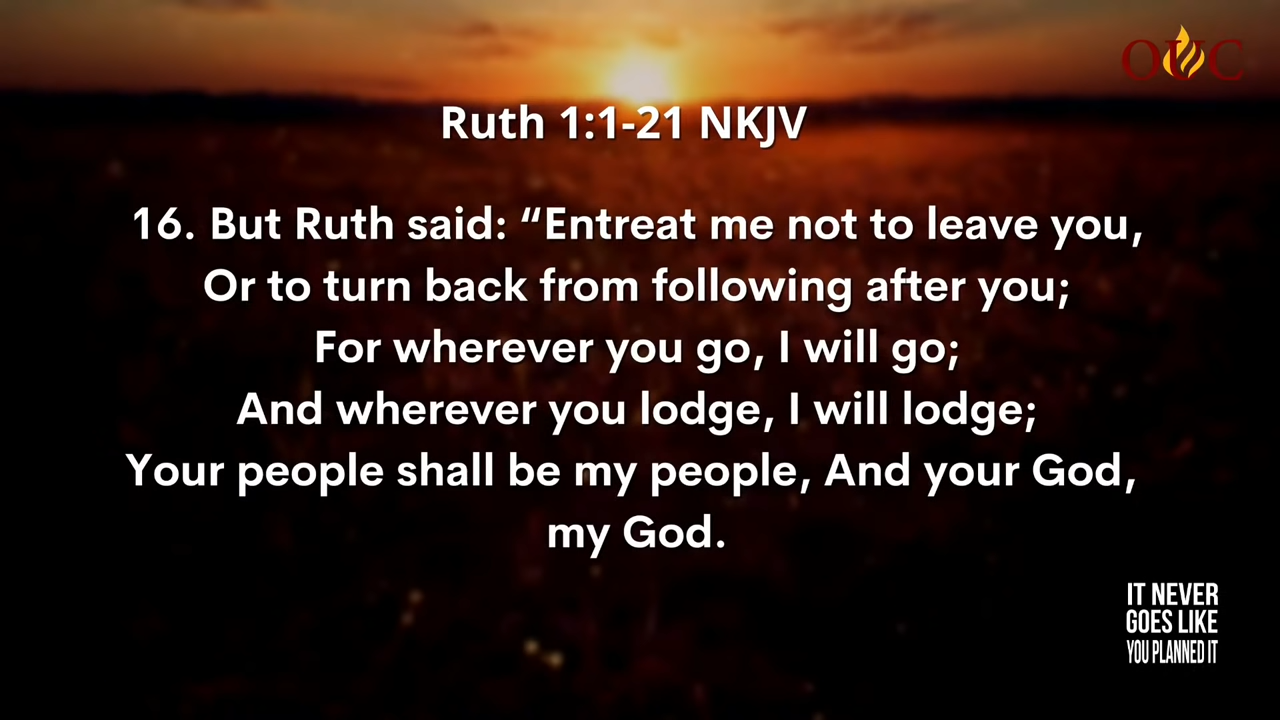 OUC
Ruth 1:1-21 NKJV
16. But Ruth said: “Entreat me not to leave you,
Or to turn back from following after you;
For wherever you go, I will go;
And wherever you lodge, I will lodge;
Your people shall be my people, And your God,
my God.
IT NEVER
GOES LIKE
YOU PLANNED IT